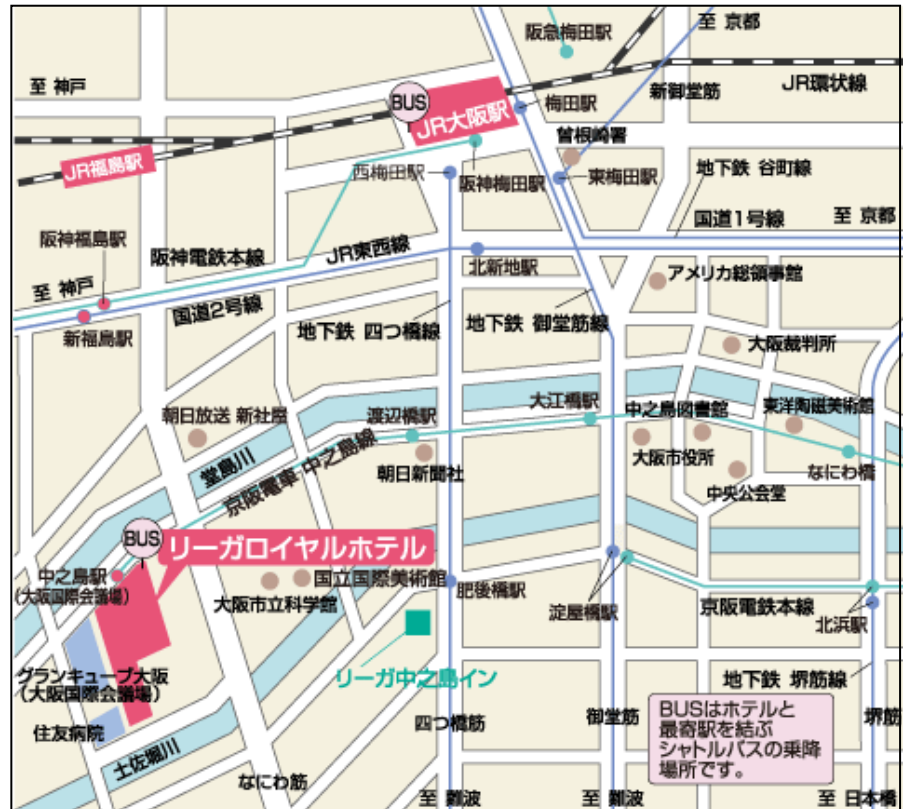 至 京都
阪急梅田駅
JR環状線
至 神戸
BUS
新御堂筋
梅田駅
JR大阪駅
曽根崎署
JR福島駅
西梅田駅
阪神梅田駅
東梅田駅
地下鉄 谷町線
国道1号線
至 京都
阪神福島駅
阪神電鉄本線
JR東西線
北新地駅
アメリカ総領事館
至 神戸
国道2号線
新福島駅
地下鉄 四つ橋線
地下鉄 御堂筋線
大阪裁判所
朝日放送 新社屋
渡辺橋駅
大江橋駅
中之島図書館
東洋陶磁美術館
堂島川
京阪電車 中之島線
朝日新聞社
大阪市役所
なにわ橋
中央公会堂
BUS
リーガロイヤルホテル
中之島駅
(大阪国際会議場)
国立国際美術館
大阪市立科学館
肥後橋駅
淀屋橋駅
京阪電鉄本線
北浜駅
グランキューブ大阪
(大阪国際会議場)
リーガ中之島イン
地下鉄 堺筋線
住友病院
四つ橋筋
御堂筋
BUSはホテルと
最寄駅を結ぶ
シャトルバスの乗降
場所です。
堺筋
土佐堀川
なにわ筋
至 難波
至 難波
至 日本橋